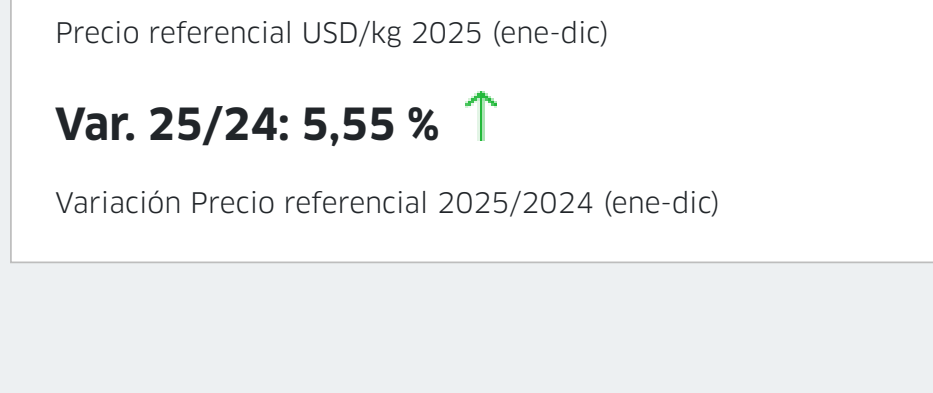 Precio referencial USD/kg 2025 (ene-dic)
Var. 25/24: 5,55 % ↑
Variación Precio referencial 2025/2024 (ene-dic)